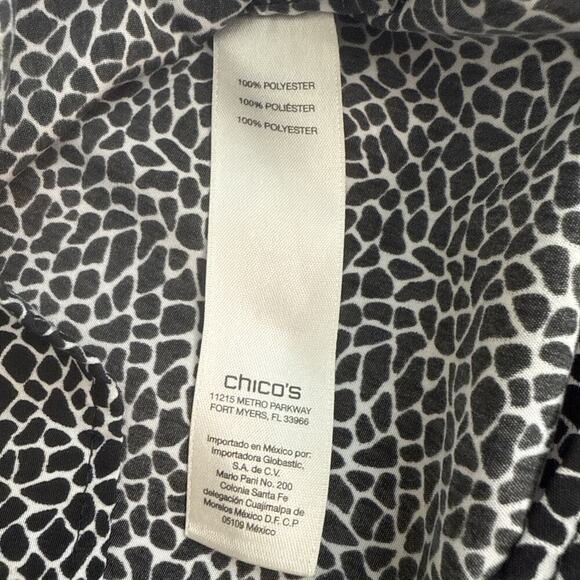 100% POLYESTER
100% POLIÉSTER
100% POLYESTER
chico's
11215 METRO PARKWAY
FORT MYERS, FL 33966
Importado en México por:
Importadora Globastic,
S.A. de C.V.
Mario Pani No. 200
Colonia Santa Fe
delegación Cuajimalpa de
Morelos México D.F. C.P
05109 México